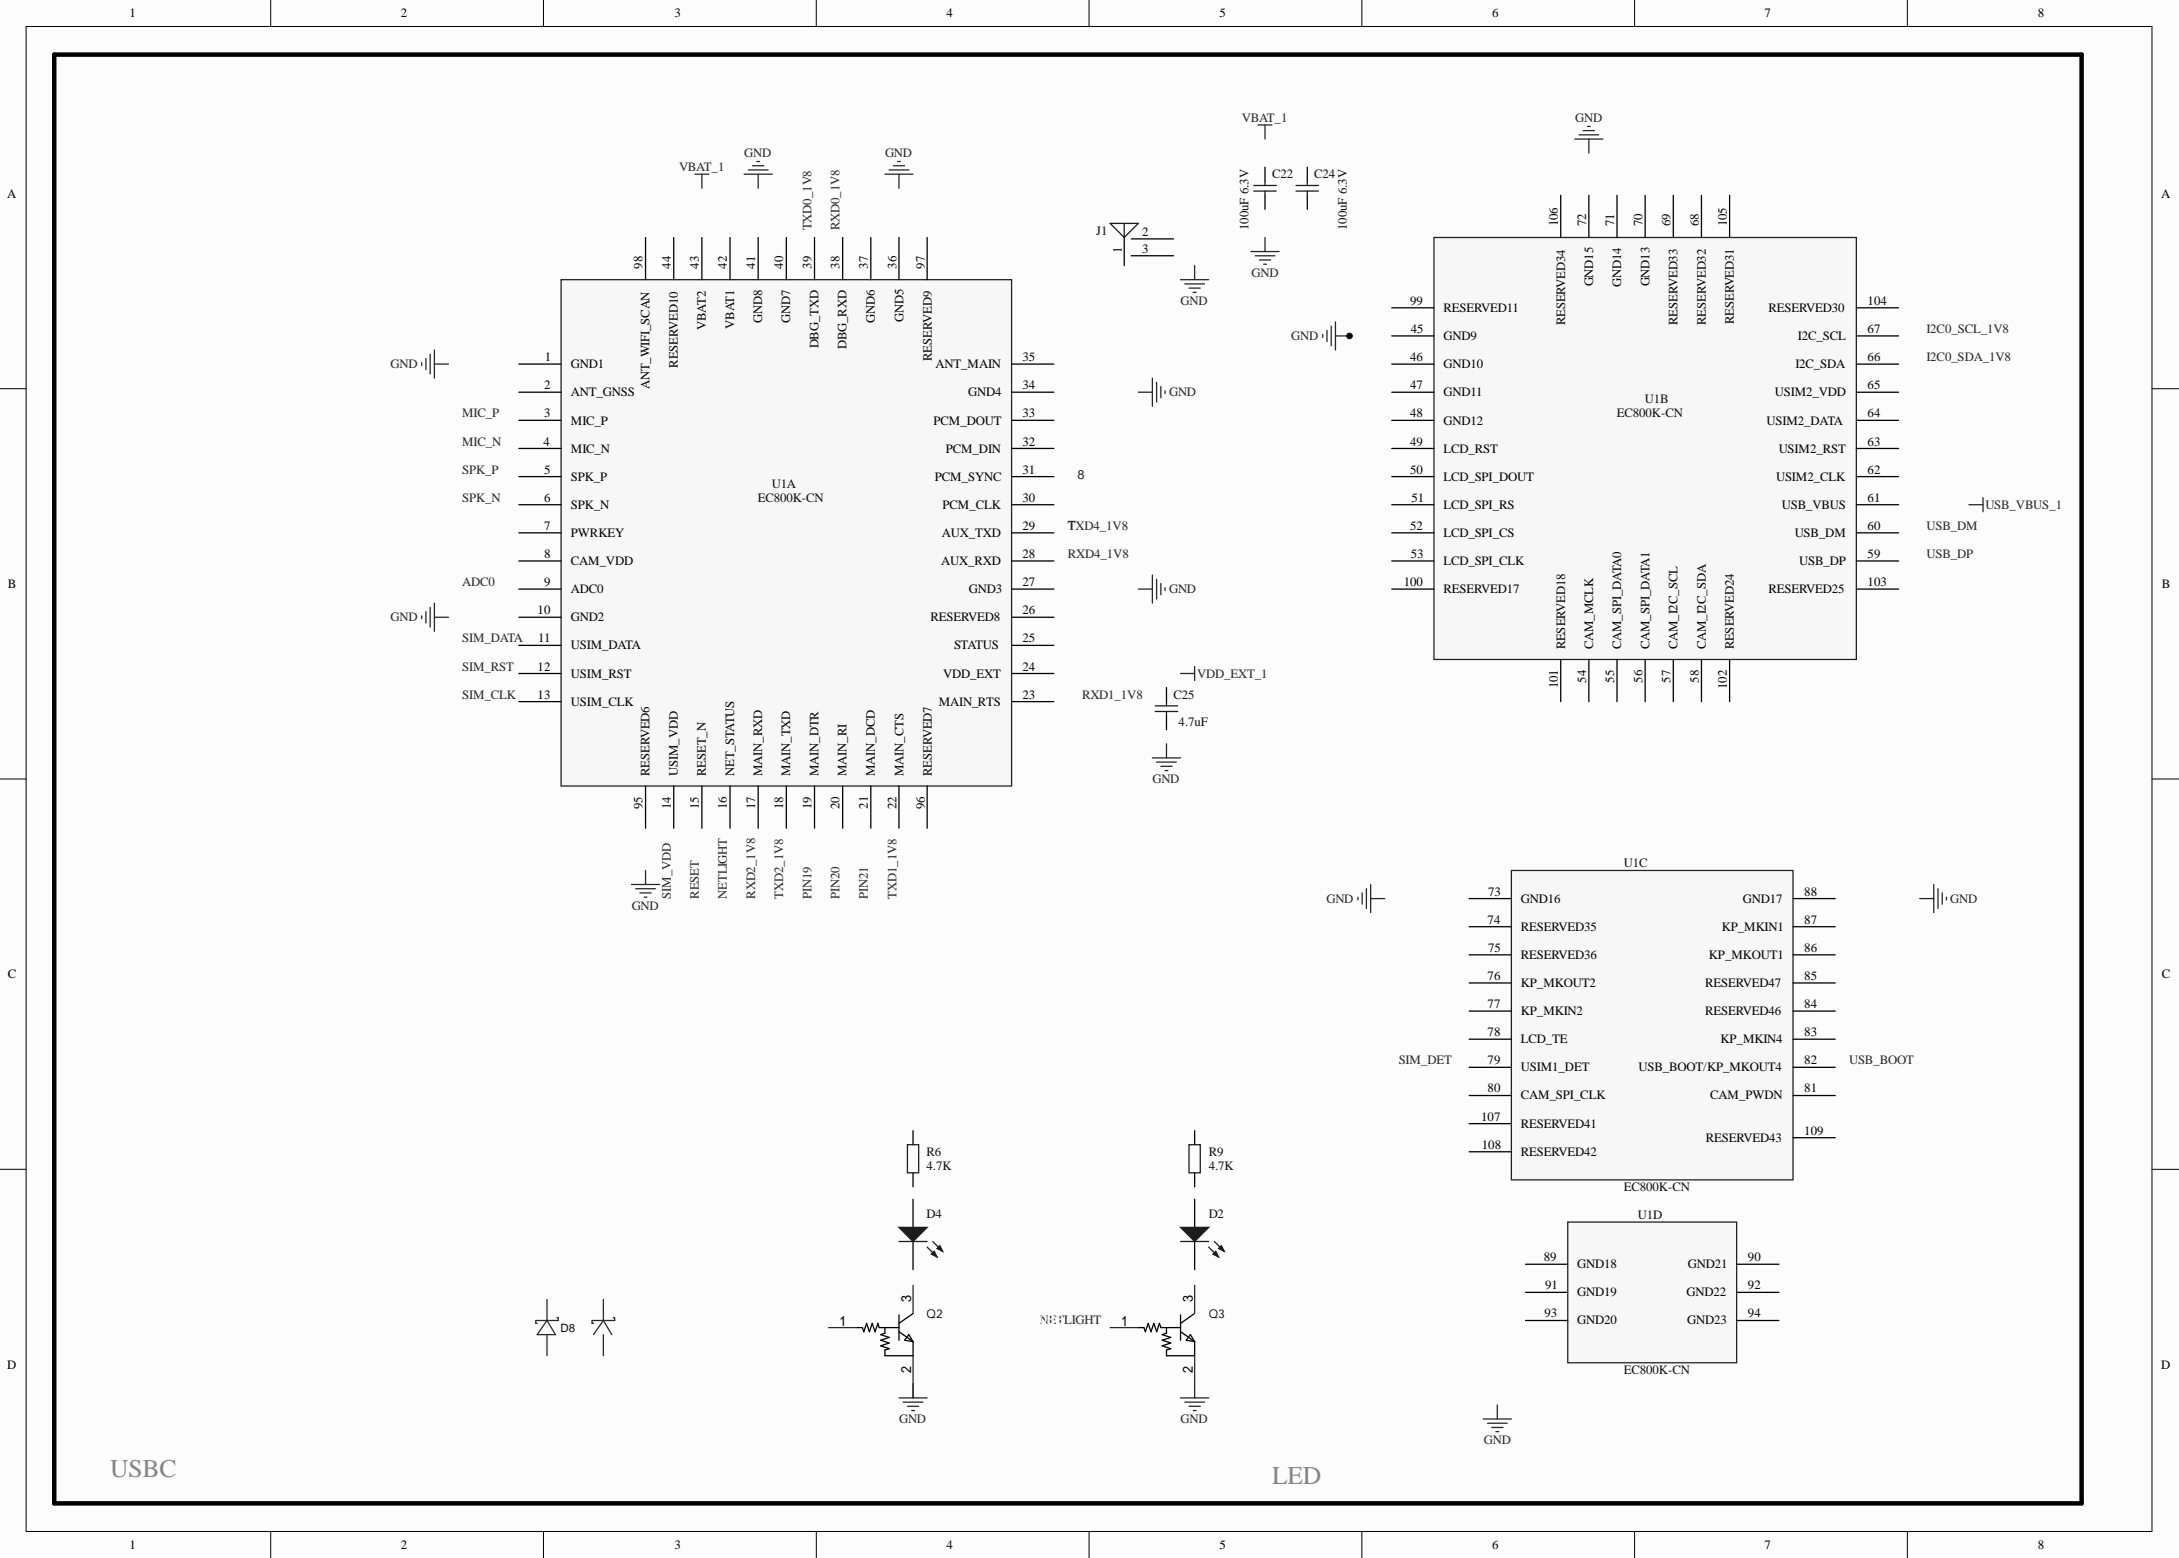 1 2 3 4 5 6 7 8
A
B
C
D
A
B
C
D
VBAT_1
GND
TXD0_1V8
RXD0_1V8
GND
98 44 43 42 41 40 39 38 37 36 97
ANT_WIFI_SCAN
RESERVED10
VBAT2
VBAT1
GND8
GND7
DBG_TXD
DBG_RXD
GND6
GND5
RESERVED9
GND
1 GND1
2 ANT_GNSS
MIC_P 3 MIC_P
MIC_N 4 MIC_N
SPK_P 5 SPK_P
SPK_N 6 SPK_N
7 PWRKEY
8 CAM_VDD
ADC0 9 ADC0
GND 10 GND2
SIM_DATA 11 USIM_DATA
SIM_RST 12 USIM_RST
SIM_CLK 13 USIM_CLK
U1A
EC800K-CN
ANT_MAIN 35
GND4 34 GND
PCM_DOUT 33
PCM_DIN 32
PCM_SYNC 31 8
PCM_CLK 30
AUX_TXD 29 TXD4_1V8
AUX_RXD 28 RXD4_1V8
GND3 27 GND
RESERVED8 26
STATUS 25
VDD_EXT 24 VDD_EXT_1
MAIN_RTS 23 RXD1_1V8
C25
4.7uF
GND
RESERVED6
USIM_VDD
RESET_N
NET_STATUS
MAIN_RXD
MAIN_TXD
MAIN_DTR
MAIN_RI
MAIN_DCD
MAIN_CTS
RESERVED7
95 14 15 16 17 18 19 20 21 22 96
GND
SIM_VDD
RESET
NETLIGHT
RXD2_1V8
TXD2_1V8
PIN19
PIN20
PIN21
TXD1_1V8
J1
1
2
3
GND
VBAT_1
100uF 6.3V
C22
C24
100uF 6.3V
GND
GND
GND
106 72 71 70 69 68 105
RESERVED34
GND15
GND14
GND13
RESERVED33
RESERVED32
RESERVED31
99 RESERVED11
45 GND9
46 GND10
47 GND11
48 GND12
49 LCD_RST
50 LCD_SPI_DOUT
51 LCD_SPI_RS
52 LCD_SPI_CS
53 LCD_SPI_CLK
100 RESERVED17
U1B
EC800K-CN
RESERVED30 104
I2C_SCL 67 I2C0_SCL_1V8
I2C_SDA 66 I2C0_SDA_1V8
USIM2_VDD 65
USIM2_DATA 64
USIM2_RST 63
USIM2_CLK 62
USB_VBUS 61 USB_VBUS_1
USB_DM 60 USB_DM
USB_DP 59 USB_DP
RESERVED25 103
RESERVED18
CAM_MCLK
CAM_SPI_DATA0
CAM_SPI_DATA1
CAM_I2C_SCL
CAM_I2C_SDA
RESERVED24
101 54 55 56 57 58 102
U1C
GND 73 GND16
74 RESERVED35
75 RESERVED36
76 KP_MKOUT2
77 KP_MKIN2
78 LCD_TE
SIM_DET 79 USIM1_DET
80 CAM_SPI_CLK
107 RESERVED41
108 RESERVED42
GND17 88 GND
KP_MKIN1 87
KP_MKOUT1 86
RESERVED47 85
RESERVED46 84
KP_MKIN4 83
USB_BOOT/KP_MKOUT4 82 USB_BOOT
CAM_PWDN 81
RESERVED43 109
EC800K-CN
U1D
89 GND18 GND21 90
91 GND19 GND22 92
93 GND20 GND23 94
EC800K-CN
GND
R6
4.7K
D4
3
1
Q2
2
GND
R9
4.7K
D2
3
NETLIGHT 1
Q3
2
GND
D8
USBC
LED
1 2 3 4 5 6 7 8